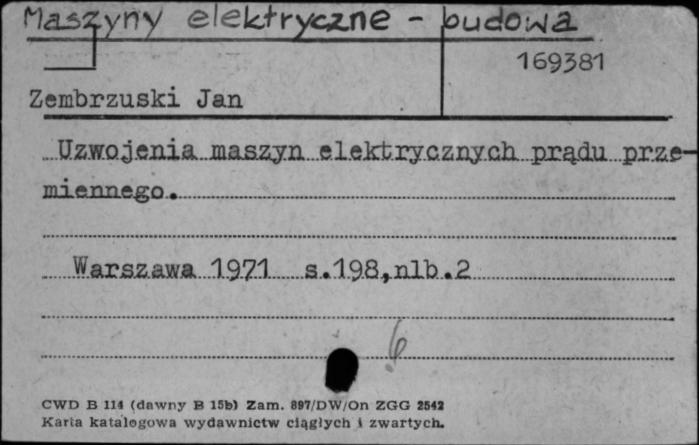 Maszyny elektryczne - budowa
169381
Zembrzuski Jan
Uzwojenia maszyn elektrycznych prądu prze-
miennego.
Warszawa 1971 s.198,nlb.2
6
CWD B 114 (dawny B 15b) Zam. 897/DW/On ZGG 2542
Karta katalogowa wydawnictw ciągłych i zwartych.